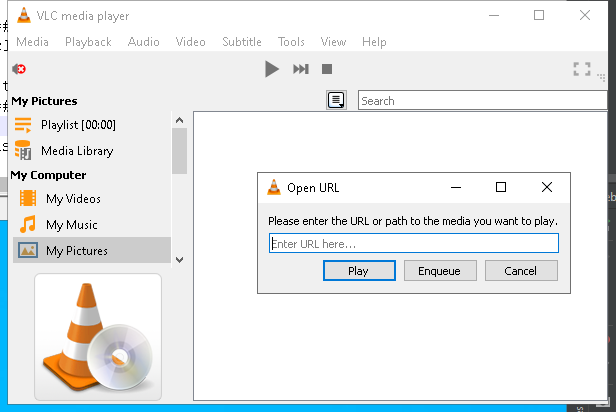 VLC media player
Media Playback Audio Video Subtitle Tools View Help
Search
My Pictures
Playlist [00:00]
Media Library
My Computer
My Videos
My Music
My Pictures
Open URL
Please enter the URL or path to the media you want to play.
Enter URL here...
Play Enqueue Cancel